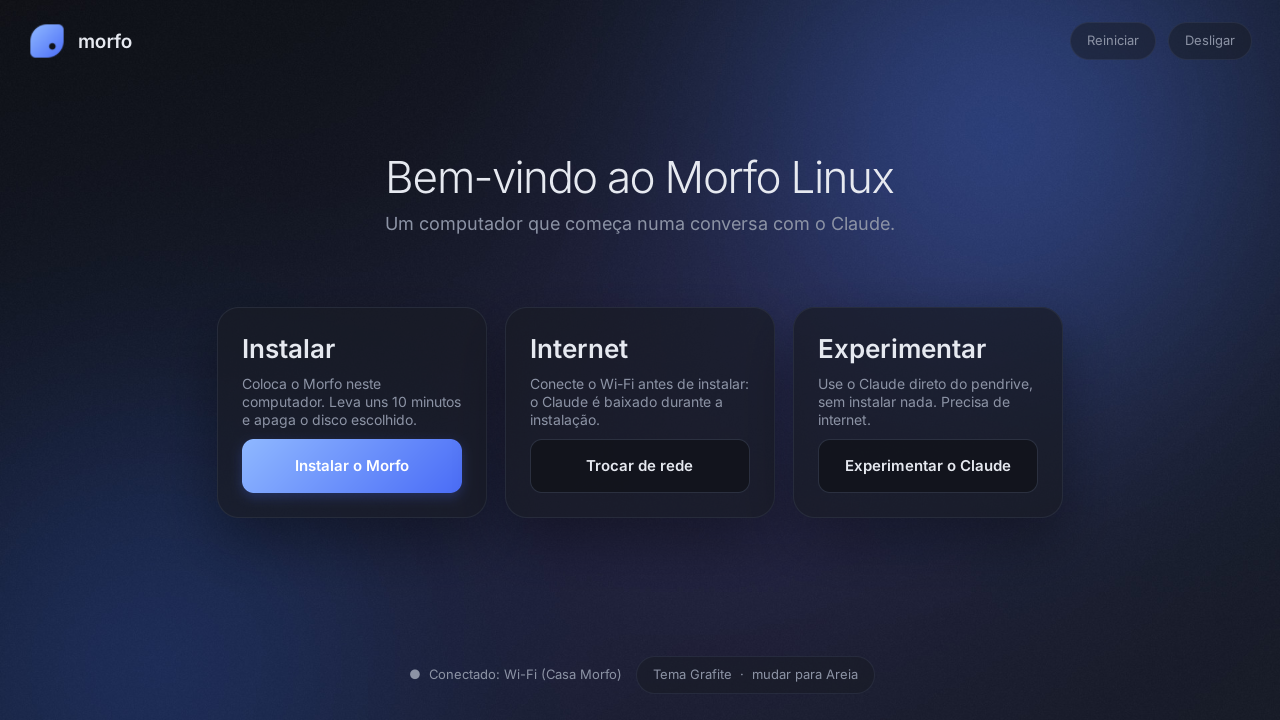 morfo
Reiniciar
Desligar
Bem-vindo ao Morfo Linux
Um computador que começa numa conversa com o Claude.
Instalar
Coloca o Morfo neste
computador. Leva uns 10 minutos
e apaga o disco escolhido.
Instalar o Morfo
Internet
Conecte o Wi-Fi antes de instalar:
o Claude é baixado durante a
instalação.
Trocar de rede
Experimentar
Use o Claude direto do pendrive,
sem instalar nada. Precisa de
internet.
Experimentar o Claude
Conectado: Wi-Fi (Casa Morfo)
Tema Grafite · mudar para Areia